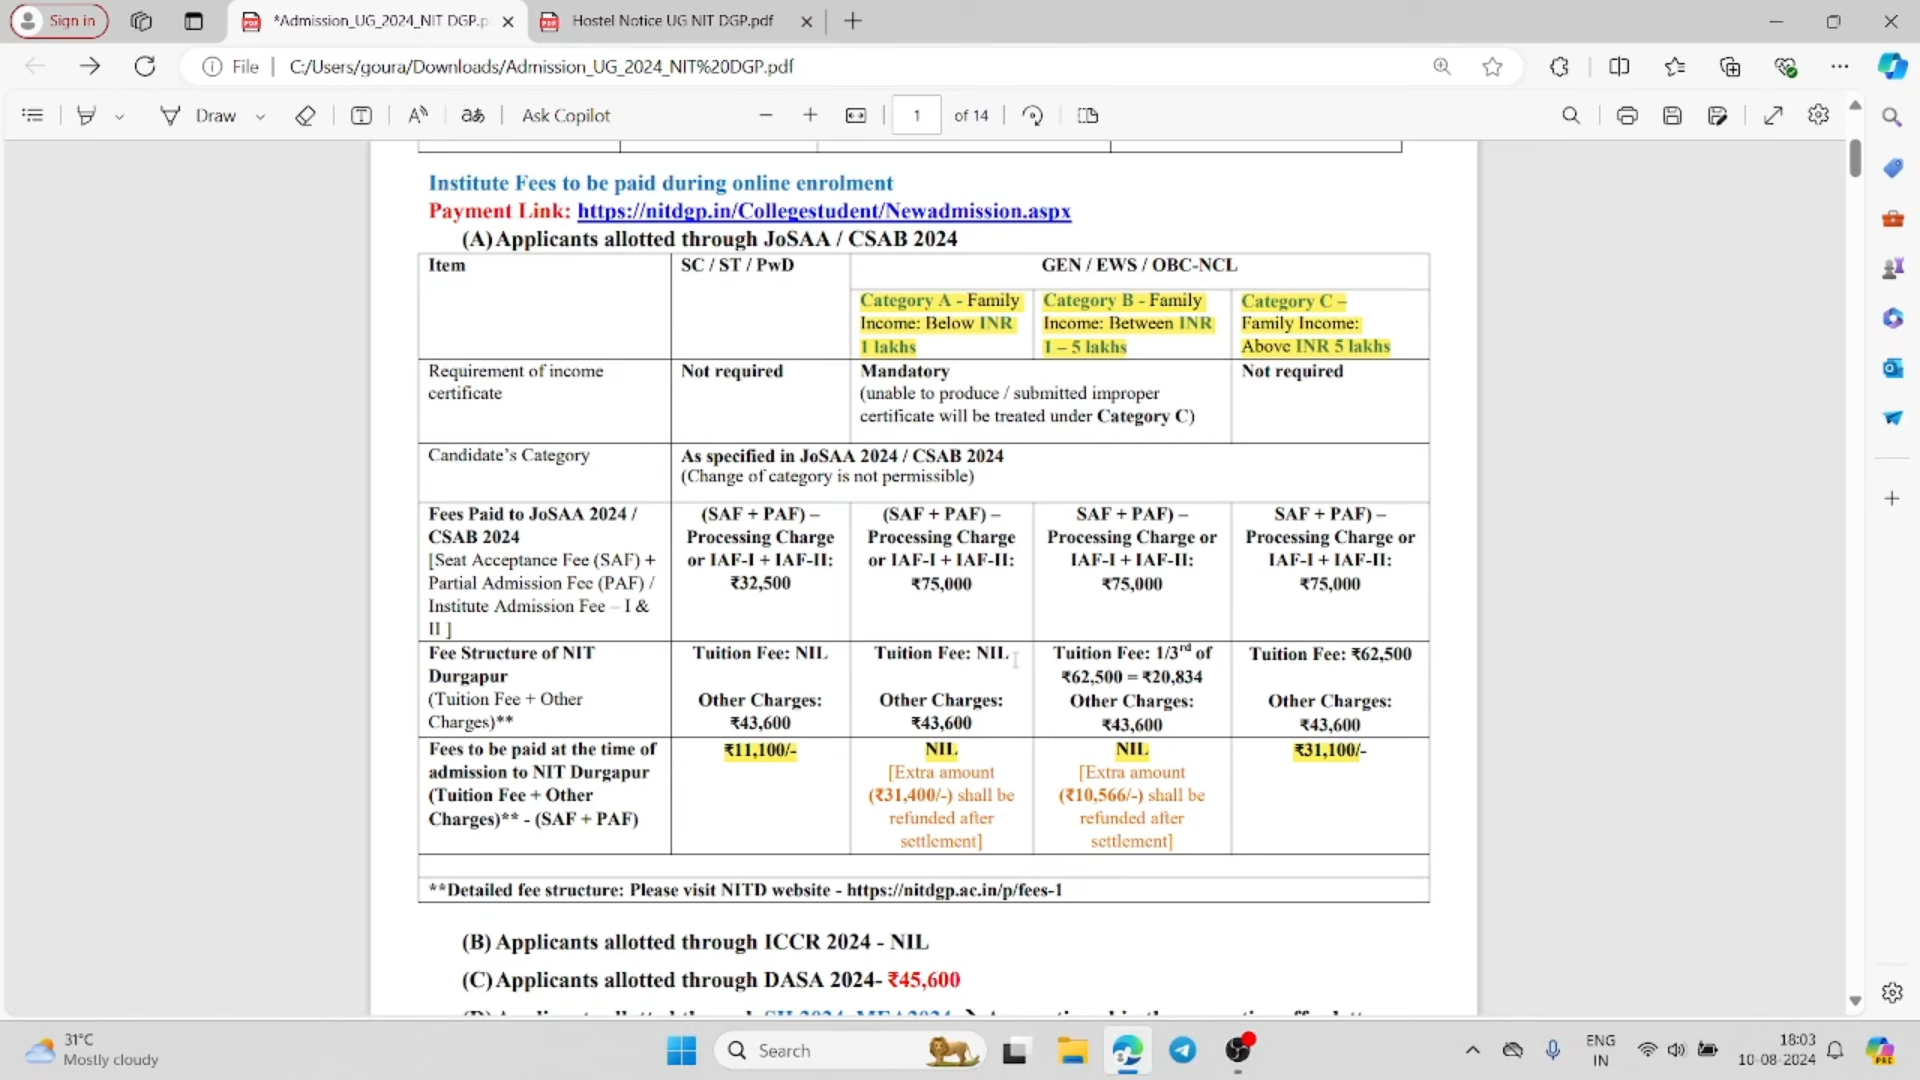 Sign in
*Admission_UG_2024_NIT DGP.p
Hostel Notice UG NIT DGP.pdf
File
C:/Users/goura/Downloads/Admission_UG_2024_NIT%20DGP.pdf
Draw
aあ
Ask Copilot
1 of 14
Institute Fees to be paid during online enrolment
Payment Link: https://nitdgp.in/Collegestudent/Newadmission.aspx
(A) Applicants allotted through JoSAA / CSAB 2024
Item
SC / ST / PwD
GEN / EWS / OBC-NCL
Category A - Family
Income: Below INR
1 lakhs
Category B - Family
Income: Between INR
1 – 5 lakhs
Category C –
Family Income:
Above INR 5 lakhs
Requirement of income
certificate
Not required
Mandatory
(unable to produce / submitted improper
certificate will be treated under Category C)
Not required
Candidate's Category
As specified in JoSAA 2024 / CSAB 2024
(Change of category is not permissible)
Fees Paid to JoSAA 2024 /
CSAB 2024
[Seat Acceptance Fee (SAF) +
Partial Admission Fee (PAF) /
Institute Admission Fee – I &
II ]
(SAF + PAF) –
Processing Charge
or IAF-I + IAF-II:
₹32,500
(SAF + PAF) –
Processing Charge
or IAF-I + IAF-II:
₹75,000
SAF + PAF) –
Processing Charge or
IAF-I + IAF-II:
₹75,000
SAF + PAF) –
Processing Charge or
IAF-I + IAF-II:
₹75,000
Fee Structure of NIT
Durgapur
(Tuition Fee + Other
Charges)**
Tuition Fee: NIL
Other Charges:
₹43,600
Tuition Fee: NIL
Other Charges:
₹43,600
Tuition Fee: 1/3rd of
₹62,500 = ₹20,834
Other Charges:
₹43,600
Tuition Fee: ₹62,500
Other Charges:
₹43,600
Fees to be paid at the time of
admission to NIT Durgapur
(Tuition Fee + Other
Charges)** - (SAF + PAF)
₹11,100/-
NIL
[Extra amount
(₹31,400/-) shall be
refunded after
settlement]
NIL
[Extra amount
(₹10,566/-) shall be
refunded after
settlement]
₹31,100/-
**Detailed fee structure: Please visit NITD website - https://nitdgp.ac.in/p/fees-1
(B) Applicants allotted through ICCR 2024 - NIL
(C) Applicants allotted through DASA 2024- ₹45,600
31°C
Mostly cloudy
Search
ENG
IN
18:03
10-08-2024
PRE